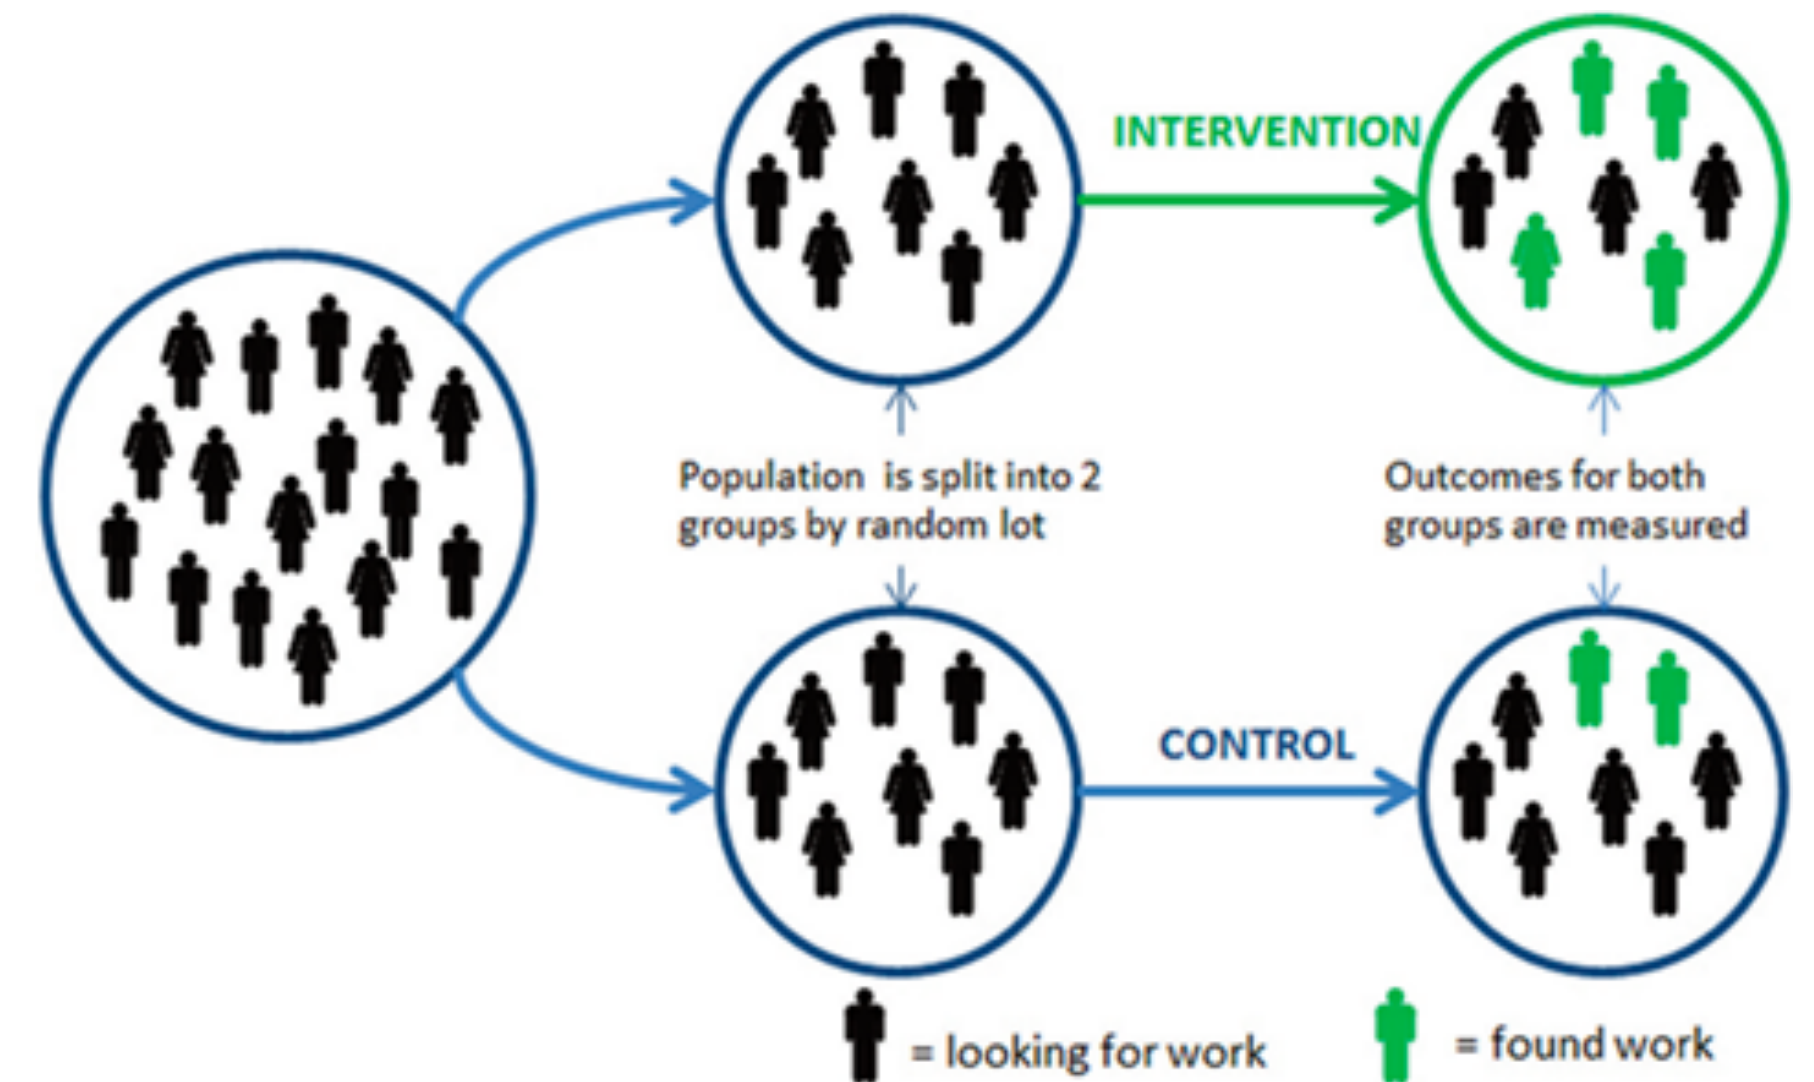 INTERVENTION
Population is split into 2
groups by random lot
Outcomes for both
groups are measured
CONTROL
= looking for work
= found work